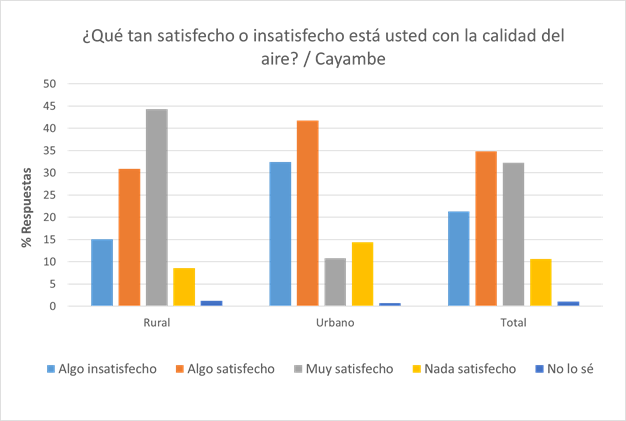 ¿Qué tan satisfecho o insatisfecho está usted con la calidad del
aire? / Cayambe
50
45
40
35
30
25
20
15
10
5
0
% Respuestas
Rural Urbano Total
Algo insatisfecho Algo satisfecho Muy satisfecho Nada satisfecho No lo sé